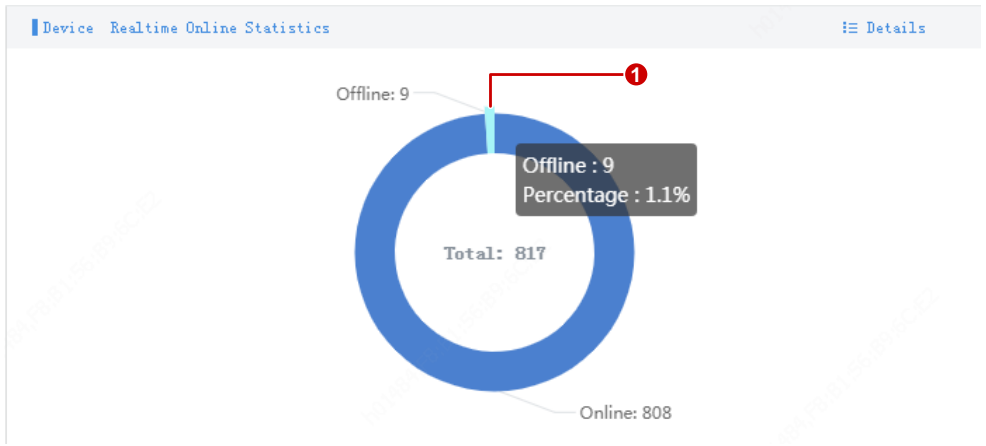 Device Realtime Online Statistics
Details
1
Offline: 9
Offline : 9
Percentage : 1.1%
Total: 817
Online: 808